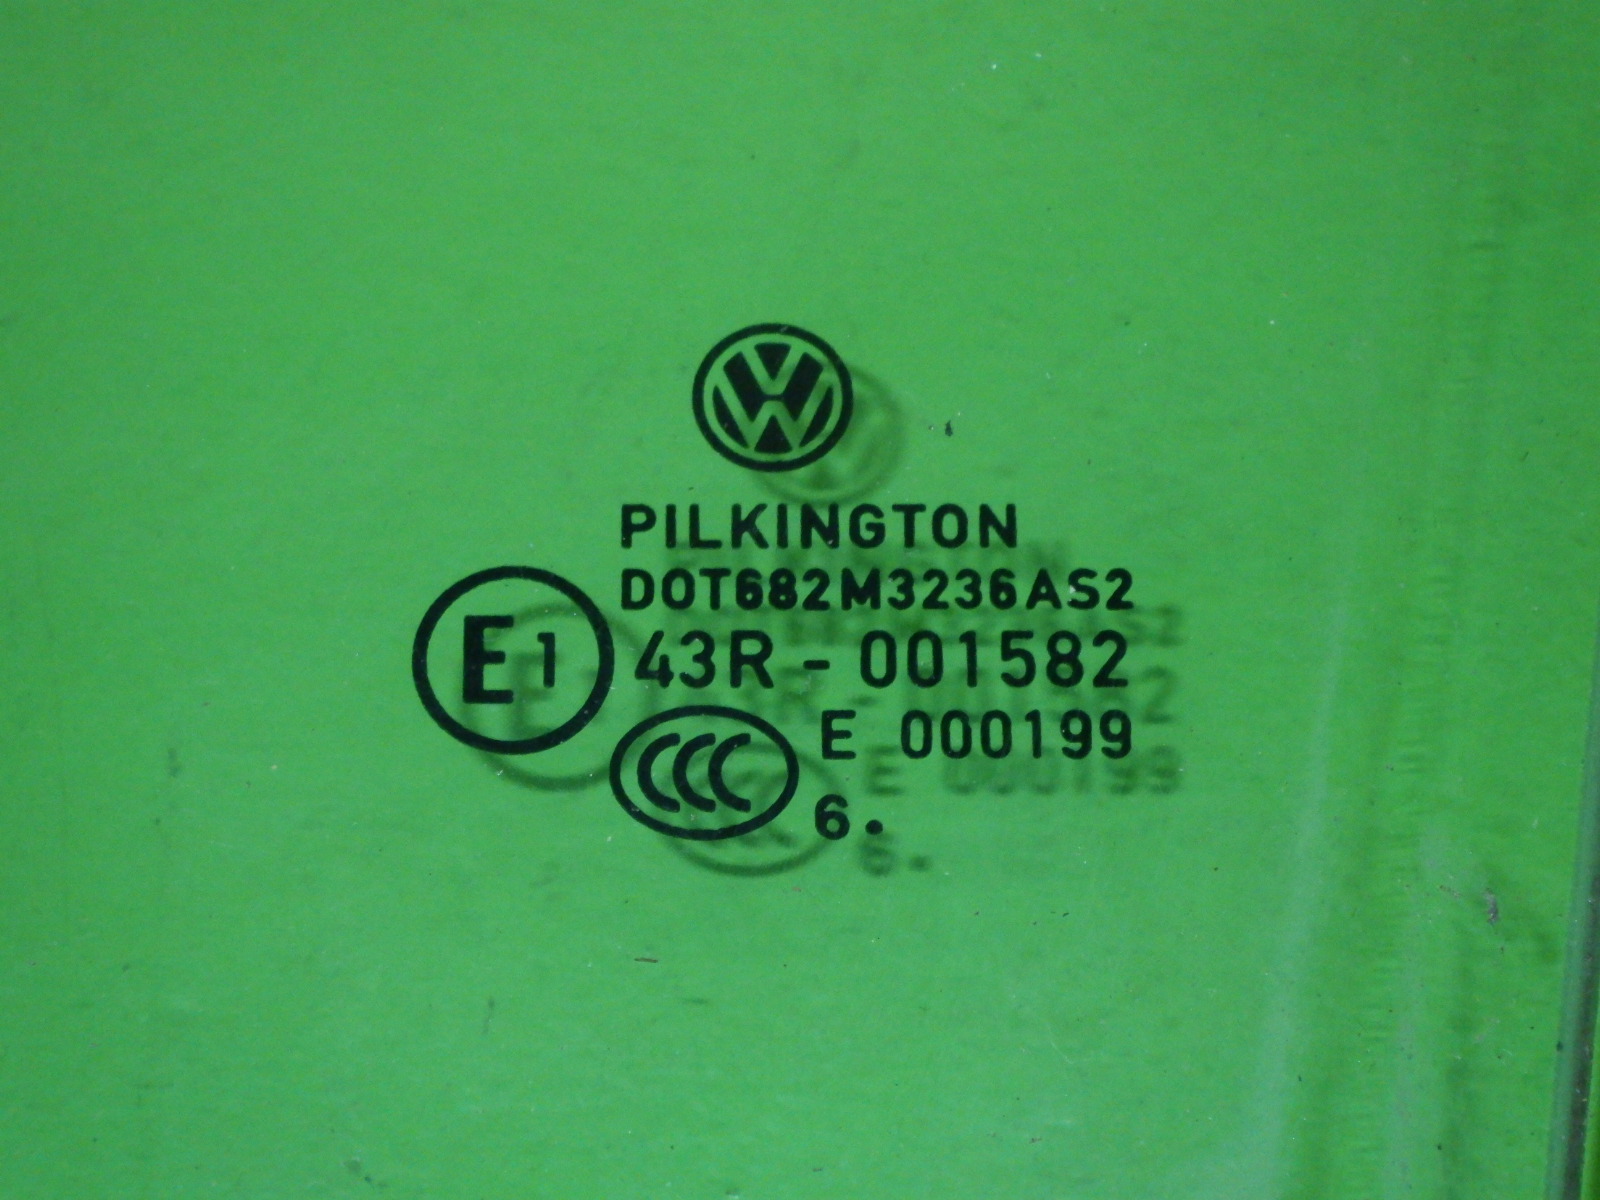 PILKINGTON
DOT682M3236AS2
E1 43R - 001582
CCC E 000199
6.